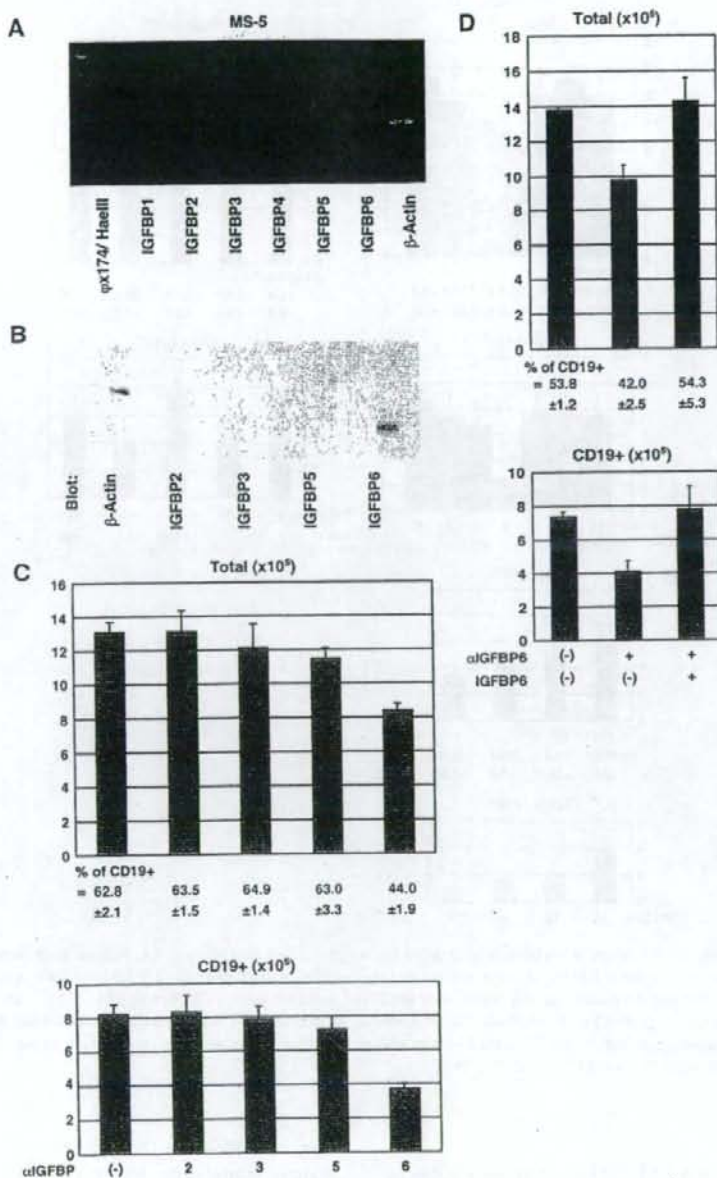 A
MS-5
φx174/ HaeIII
IGFBP1
IGFBP2
IGFBP3
IGFBP4
IGFBP5
IGFBP6
β-Actin
B
Blot:
β-Actin
IGFBP2
IGFBP3
IGFBP5
IGFBP6
C
Total (x10⁶)
16
14
12
10
8
6
4
2
0
% of CD19+
= 62.8 63.5 64.9 63.0 44.0
±2.1 ±1.5 ±1.4 ±3.3 ±1.9
CD19+ (x10⁶)
10
8
6
4
2
0
αIGFBP (-) 2 3 5 6
D
Total (x10⁶)
18
16
14
12
10
8
6
4
2
0
% of CD19+
= 53.8 42.0 54.3
±1.2 ±2.5 ±5.3
CD19+ (x10⁶)
10
8
6
4
2
0
αIGFBP6 (-) + +
IGFBP6 (-) (-) +